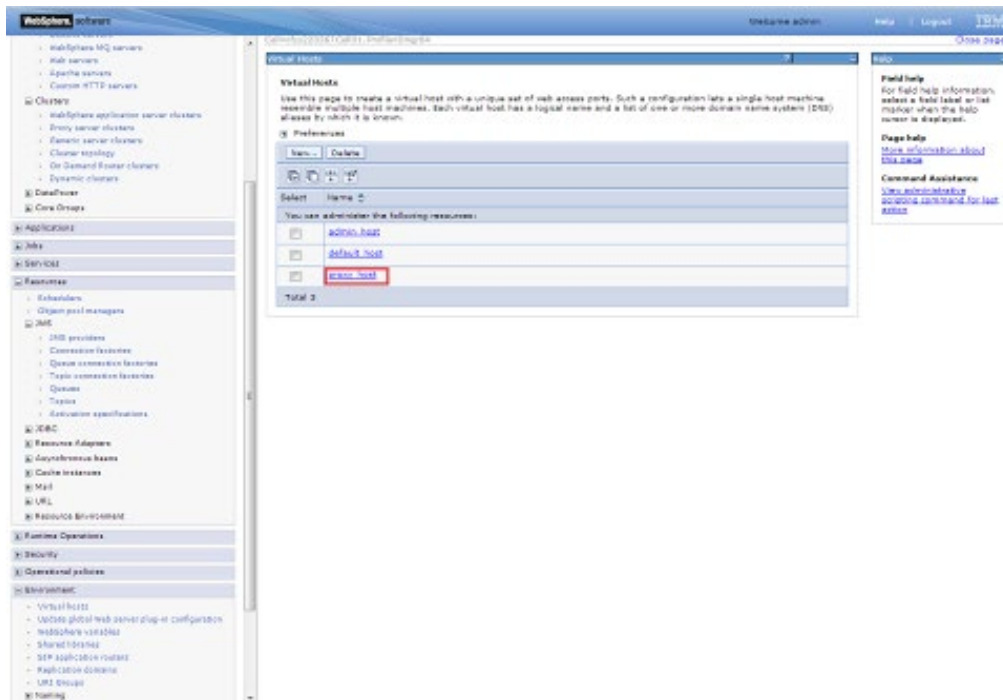 WebSphere. software
Welcome admin
Help
Logout
IBM
WebSphere MQ servers
Web servers
Apache servers
Custom HTTP servers
Clusters
WebSphere application server clusters
Proxy server clusters
Generic server clusters
Cluster topology
On Demand Router clusters
Dynamic clusters
DataPower
Core Groups
Applications
Jobs
Services
Resources
Schedulers
Object pool managers
JMS
JMS providers
Connection factories
Queue connection factories
Topic connection factories
Queues
Topics
Activation specifications
JDBC
Resource Adapters
Asynchronous beans
Cache instances
Mail
URL
Resource Environment
Runtime Operations
Security
Operational policies
Environment
Virtual hosts
Update global Web server plug-in configuration
WebSphere variables
Shared libraries
SIP application routers
Replication domains
URI Groups
Naming
Close page
Virtual Hosts
?
Virtual Hosts
Use this page to create a virtual host with a unique set of web access ports. Such a configuration lets a single host machine
resemble multiple host machines. Each virtual host has a logical name and a list of one or more domain name system (DNS)
aliases by which it is known.
Preferences
New...
Delete
Select
Name
You can administer the following resources:
admin_host
default_host
proxy_host
Total 3
Help
Field help
For field help information,
select a field label or list
marker when the help
cursor is displayed.
Page help
More information about
this page
Command Assistance
View administrative
scripting command for last
action